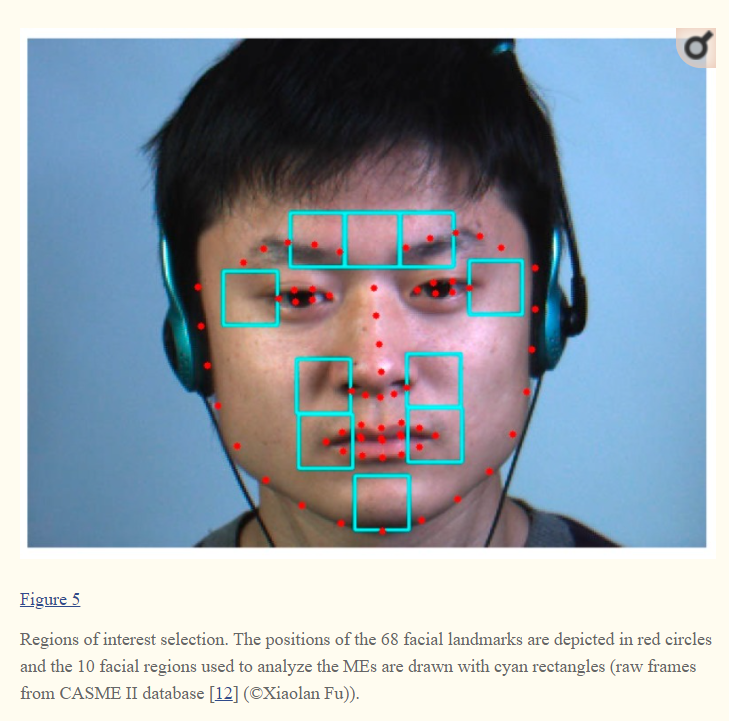 Figure 5
Regions of interest selection. The positions of the 68 facial landmarks are depicted in red circles
and the 10 facial regions used to analyze the MEs are drawn with cyan rectangles (raw frames
from CASME II database [12] (©Xiaolan Fu)).